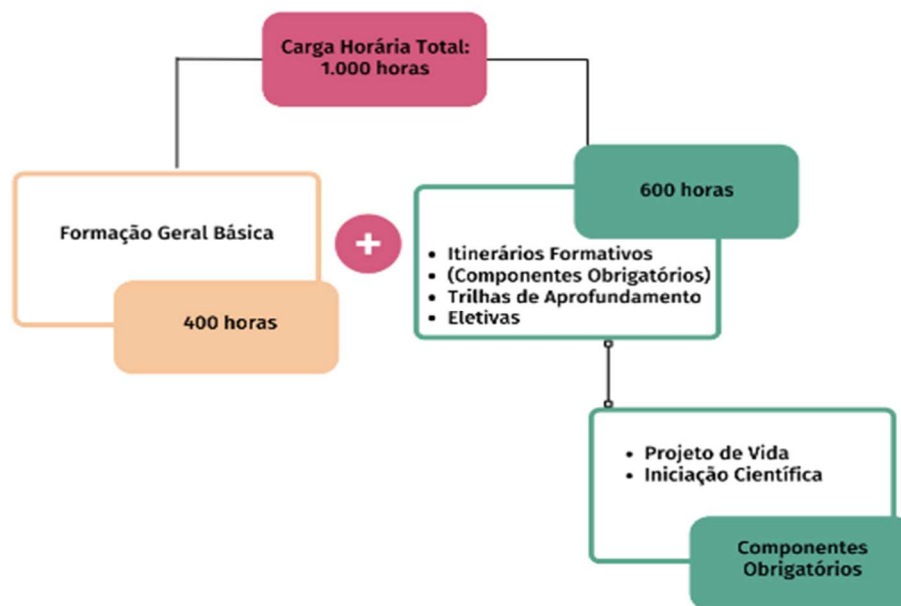 Carga Horária Total:
1.000 horas
Formação Geral Básica
400 horas
+
600 horas
• Itinerários Formativos
• (Componentes Obrigatórios)
• Trilhas de Aprofundamento
• Eletivas
• Projeto de Vida
• Iniciação Científica
Componentes
Obrigatórios